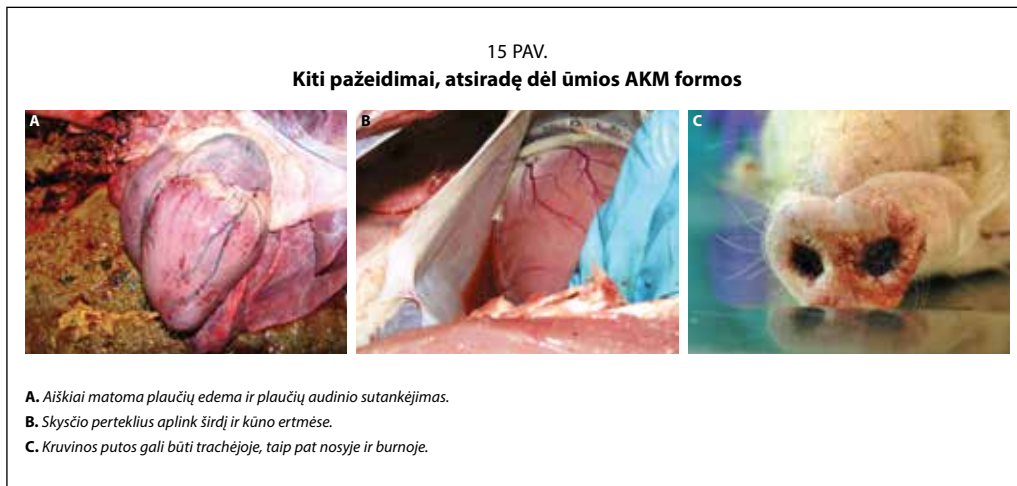 15 PAV.
Kiti pažeidimai, atsiradę dėl ūmios AKM formos
A
B
C
A. Aiškiai matoma plaučių edema ir plaučių audinio sutankėjimas.
B. Skysčio perteklius aplink širdį ir kūno ertmėse.
C. Kruvinos putos gali būti trachėjoje, taip pat nosyje ir burnoje.